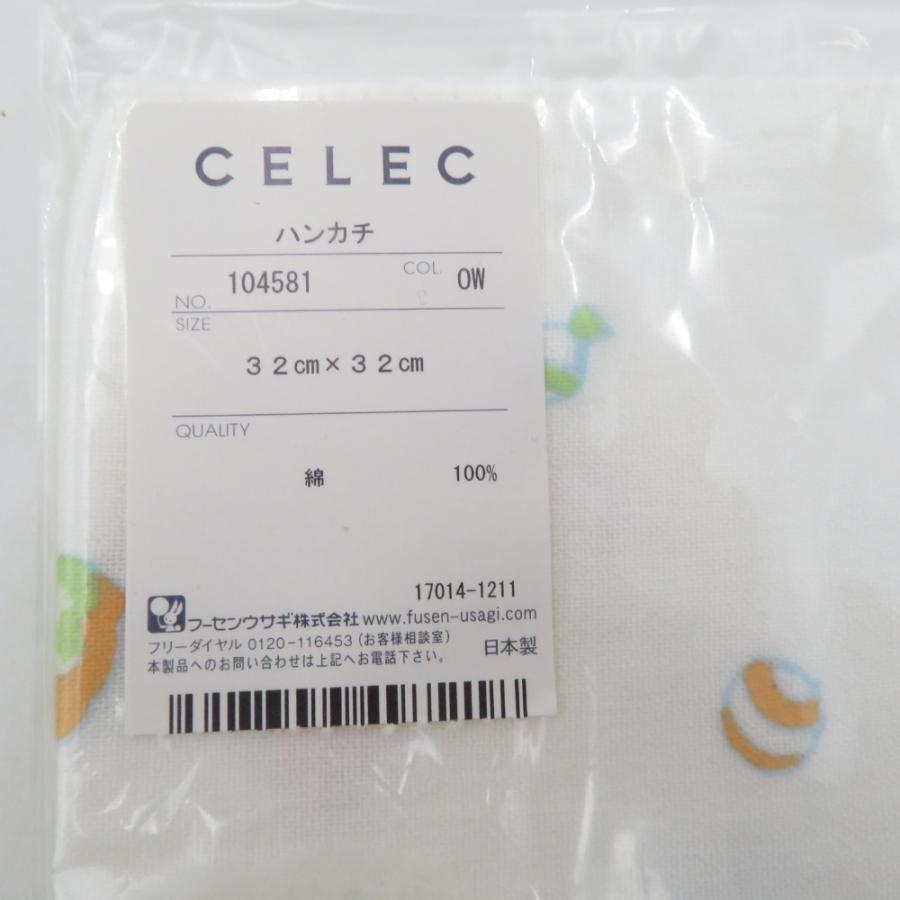 CELEC
ハンカチ
NO. 104581 COL. OW
SIZE
32cm×32cm
QUALITY
綿 100%
17014-1211
フーセンウサギ株式会社 www.fusen-usagi.com
フリーダイヤル 0120-116453 (お客様相談室)
本製品へのお問い合わせは上記へお電話下さい。 日本製